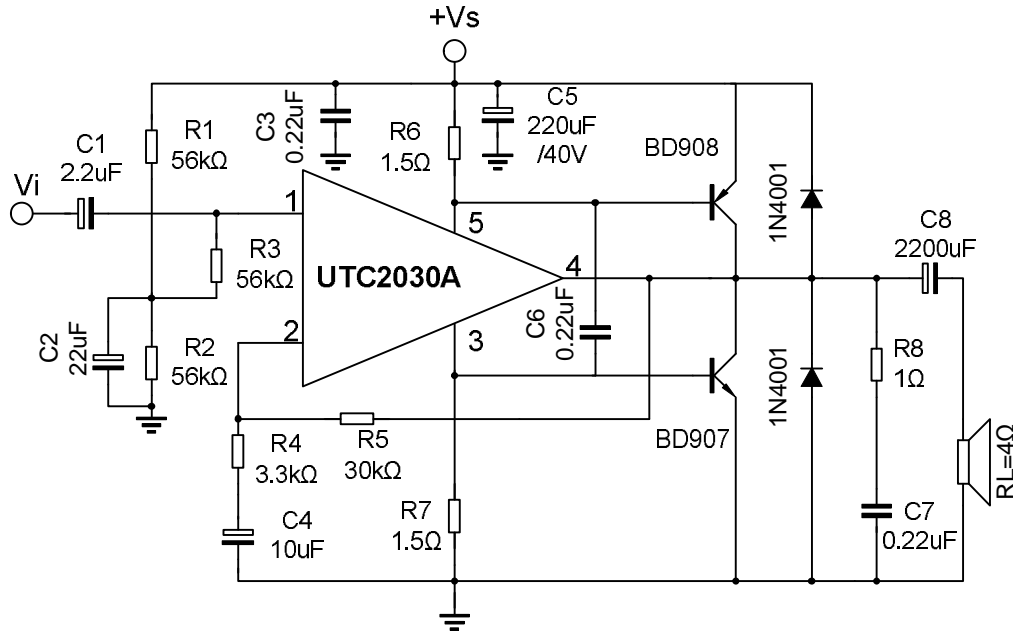 +Vs
C1
2.2uF
Vi
R1
56kΩ
C3
0.22uF
R6
1.5Ω
C5
220uF
/40V
BD908
1N4001
C8
2200uF
1
5
R3
56kΩ
UTC2030A
4
C6
0.22uF
2
3
C2
22uF
R2
56kΩ
R8
1Ω
1N4001
R4
3.3kΩ
R5
30kΩ
BD907
RL=4Ω
C4
10uF
R7
1.5Ω
C7
0.22uF